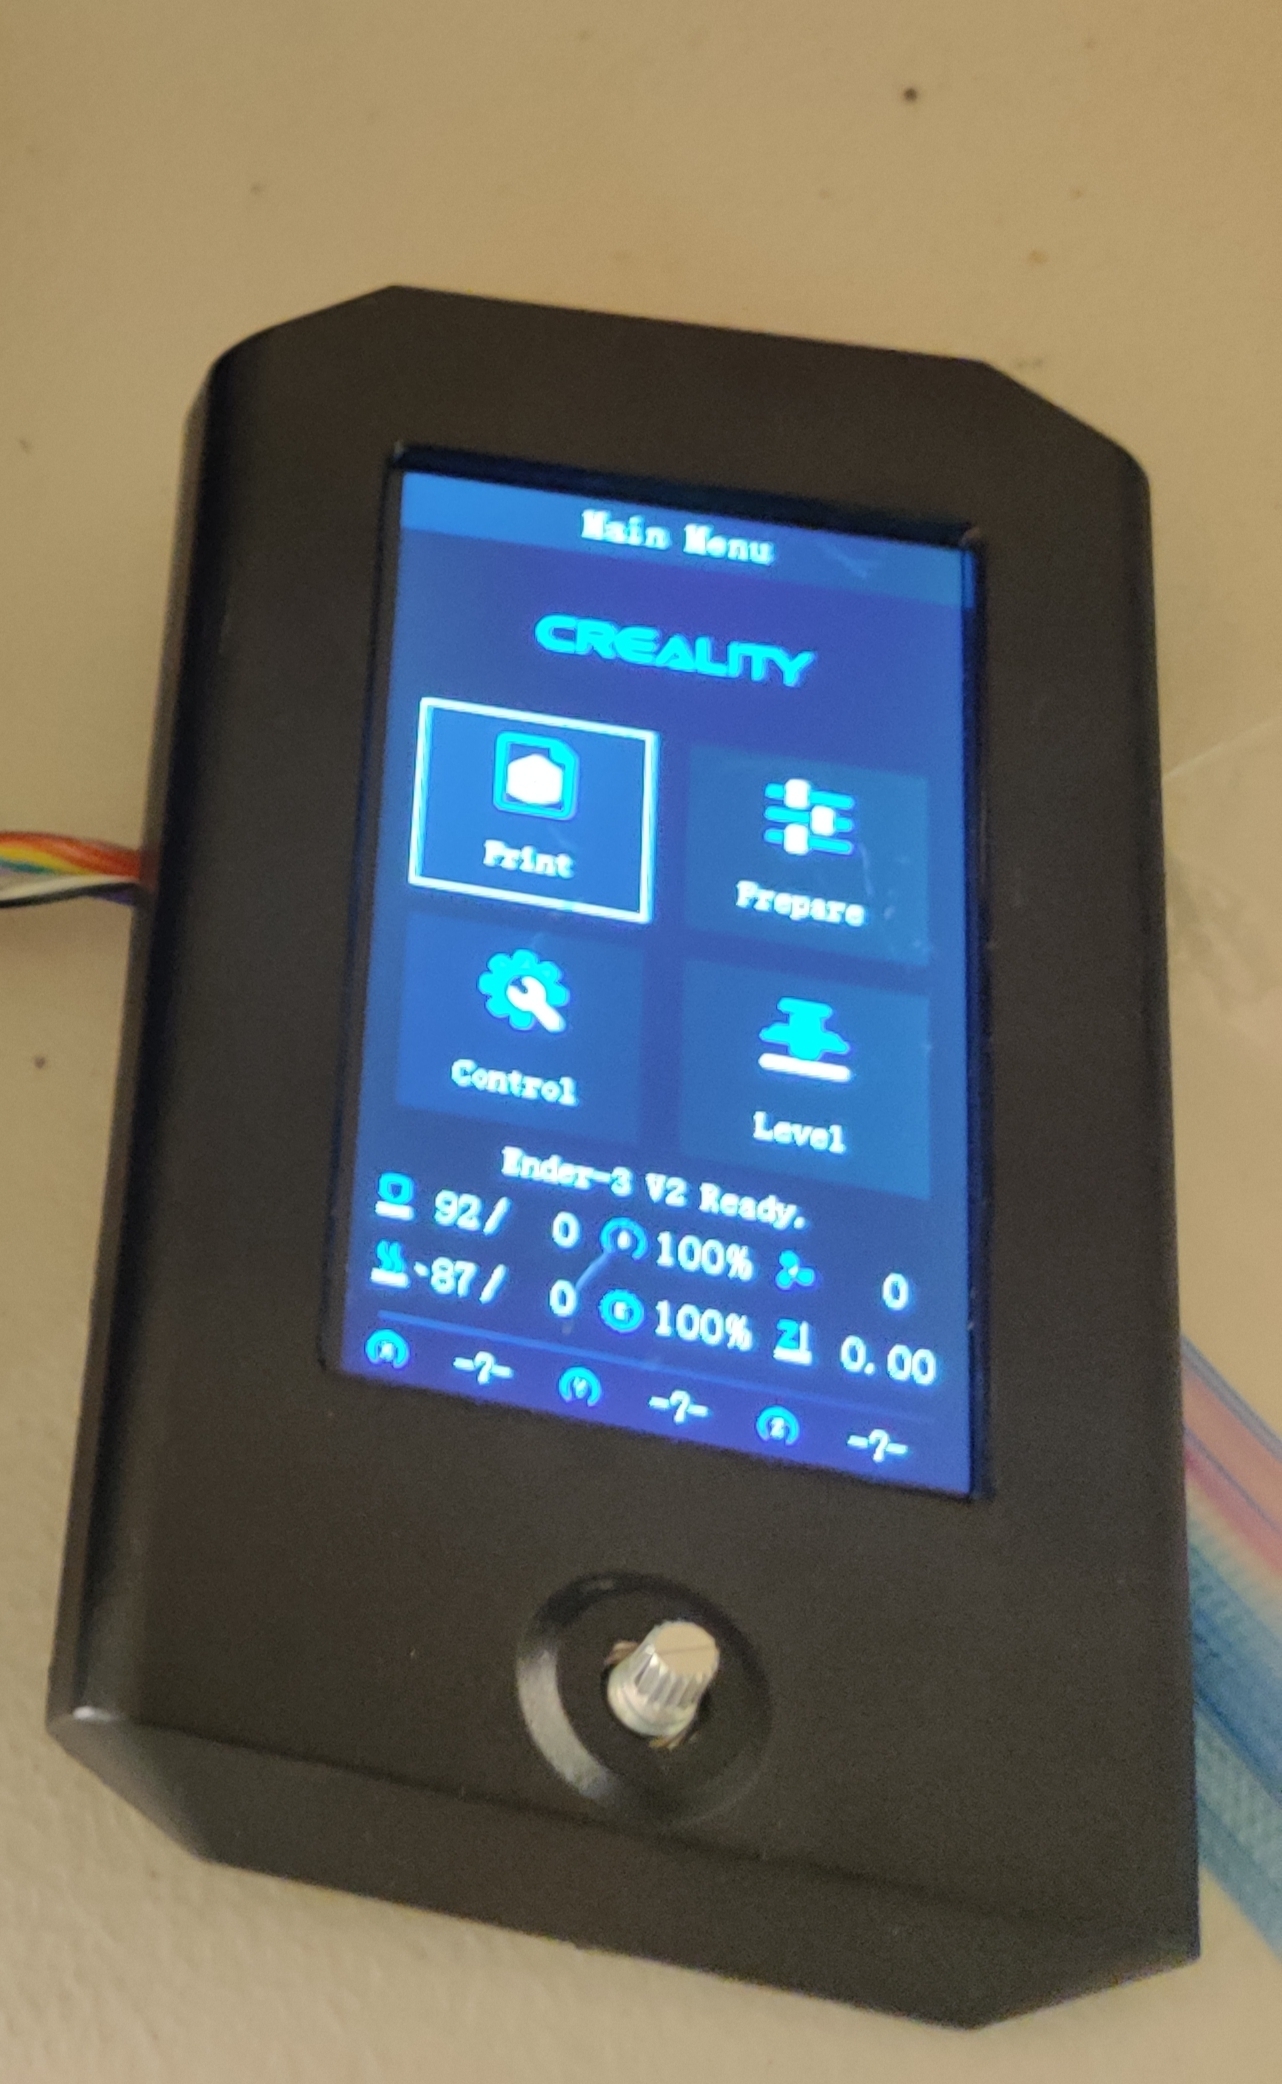 Main Menu
CREALITY
Print
Prepare
Control
Level
Ender-3 V2 Ready.
92/ 0 100% 0
-87/ 0 100% Z 0.00
X -?- Y -?- Z -?-